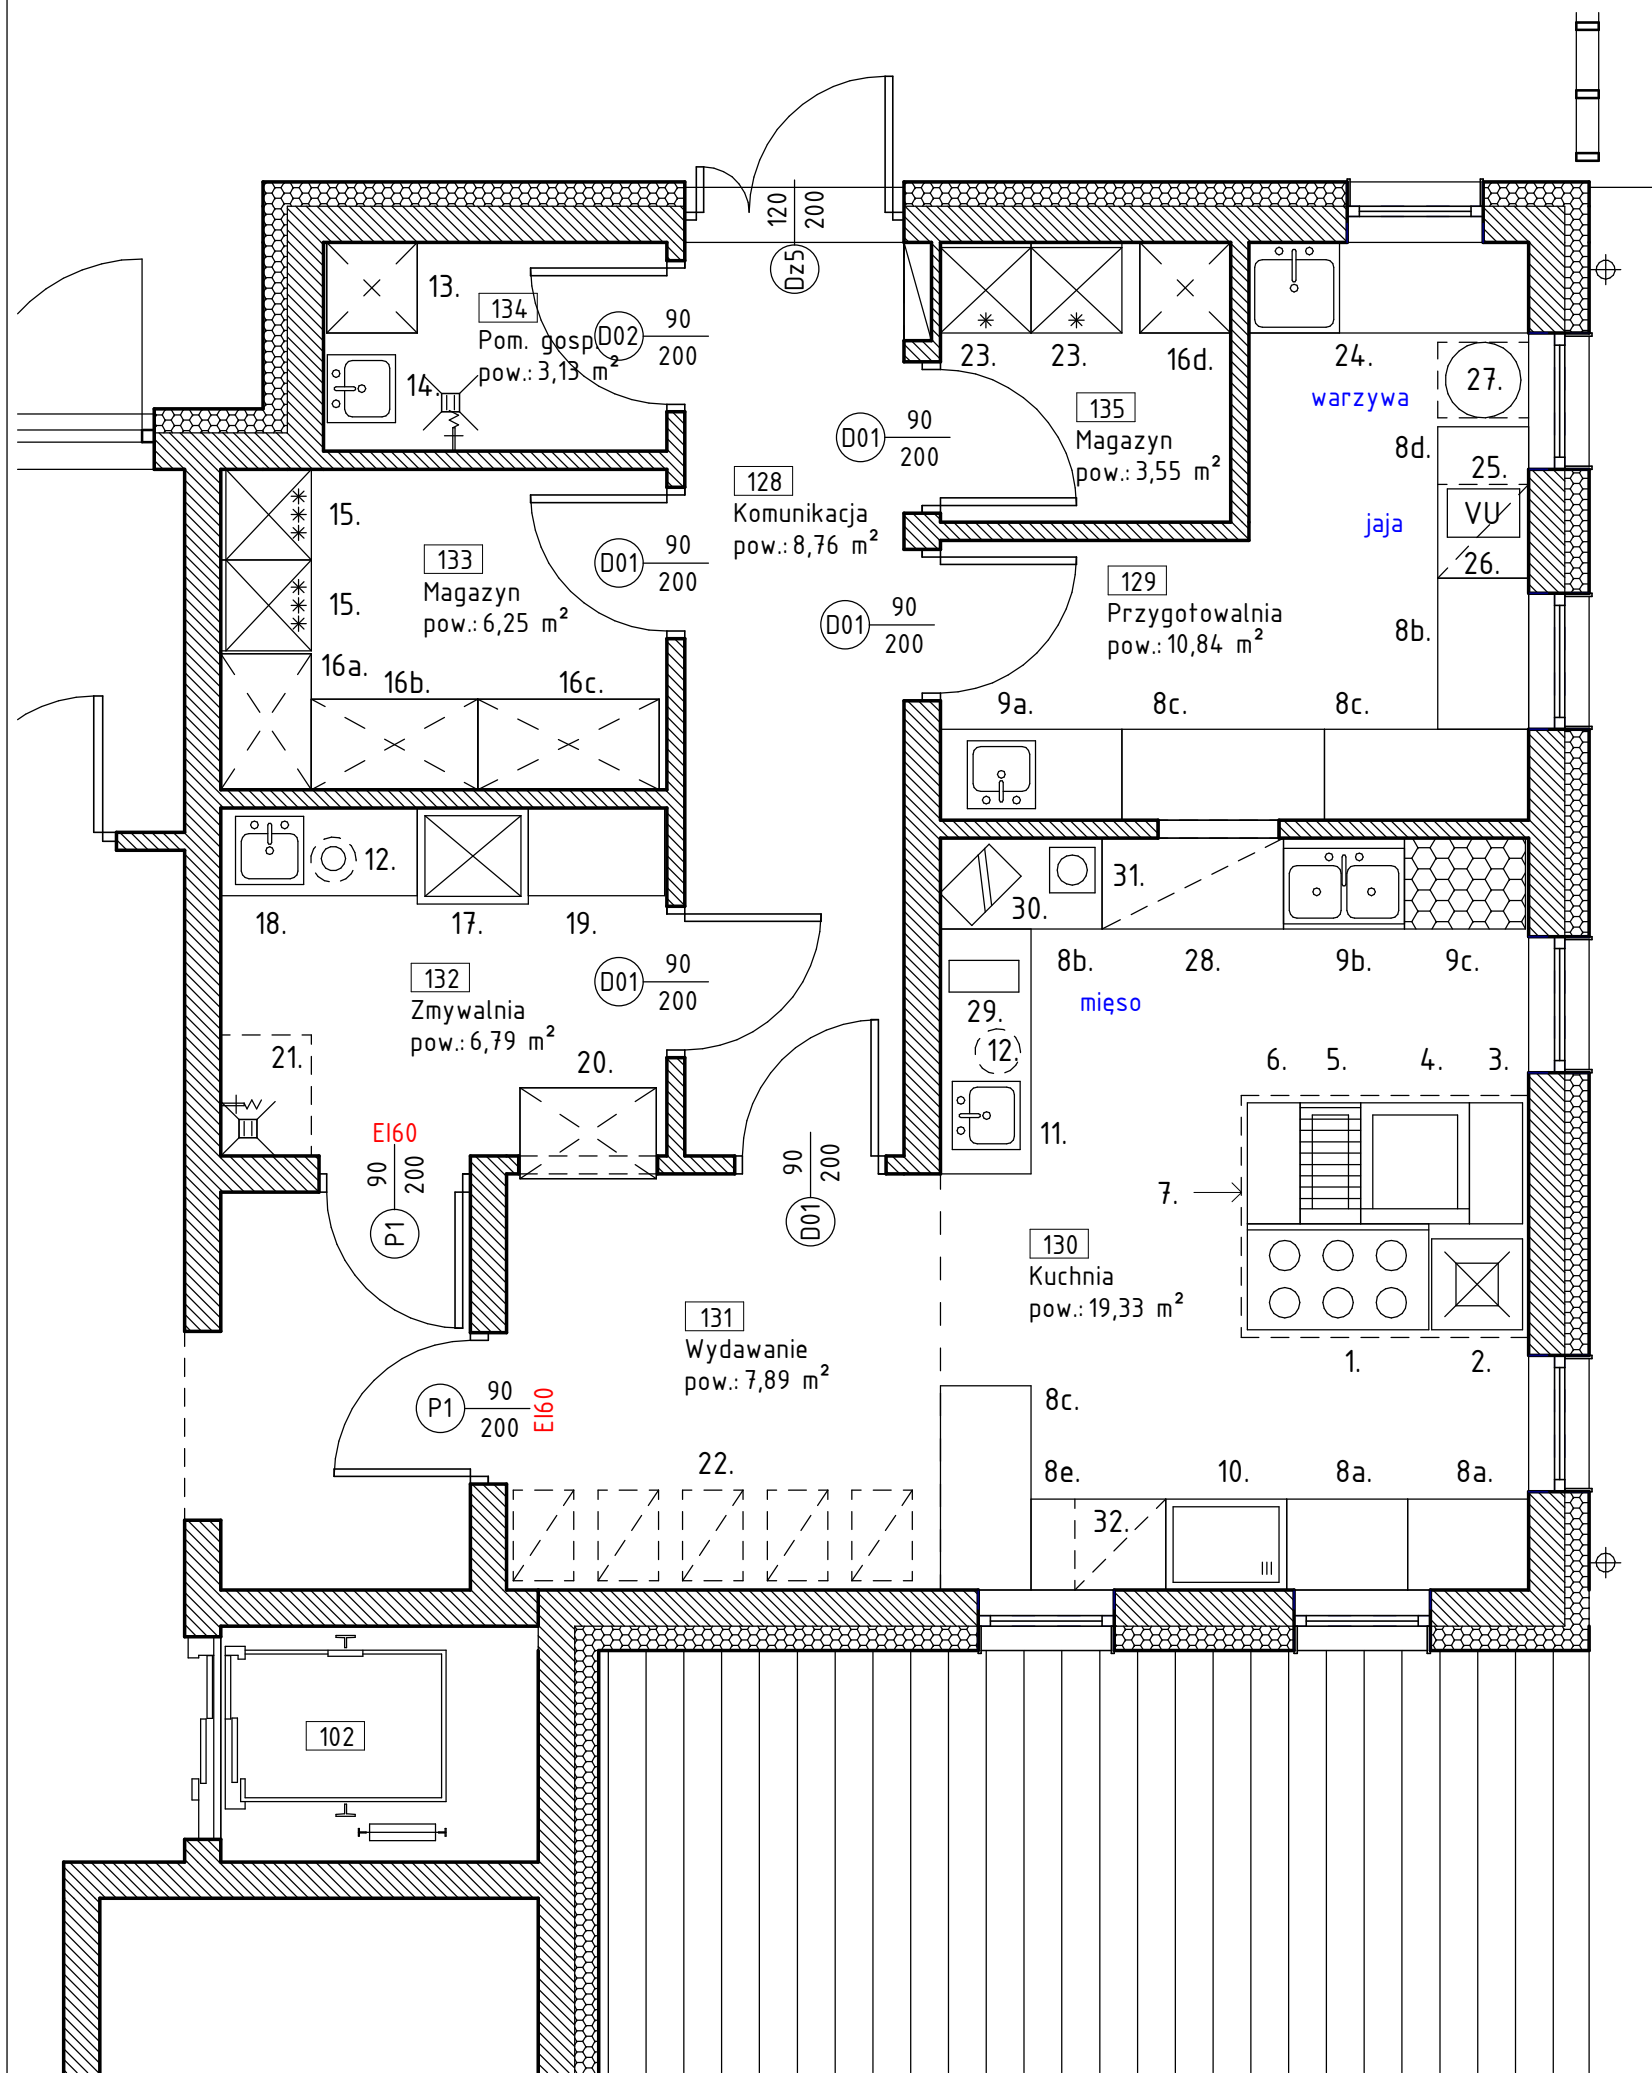 120
200
Dz5
13.
134
Pom. gosp.
pow.: 3,13 m²
D02
90
200
14.
23.
23.
16d.
24.
warzywa
27.
D01
90
200
135
Magazyn
pow.: 3,55 m²
8d.
25.
VU
26.
jaja
15.
15.
133
Magazyn
pow.: 6,25 m²
D01
90
200
128
Komunikacja
pow.: 8,76 m²
129
Przygotowalnia
pow.: 10,84 m²
D01
90
200
8b.
16a.
16b.
16c.
9a.
8c.
8c.
12.
18.
17.
19.
31.
30.
8b.
28.
9b.
9c.
mięso
132
Zmywalnia
pow.: 6,79 m²
D01
90
200
29.
12.
21.
20.
6.
5.
4.
3.
11.
EI60
90
200
P1
90
200
D01
7.
130
Kuchnia
pow.: 19,33 m²
131
Wydawanie
pow.: 7,89 m²
1.
2.
P1
90
200
EI60
8c.
22.
8e.
10.
8a.
8a.
32.
102